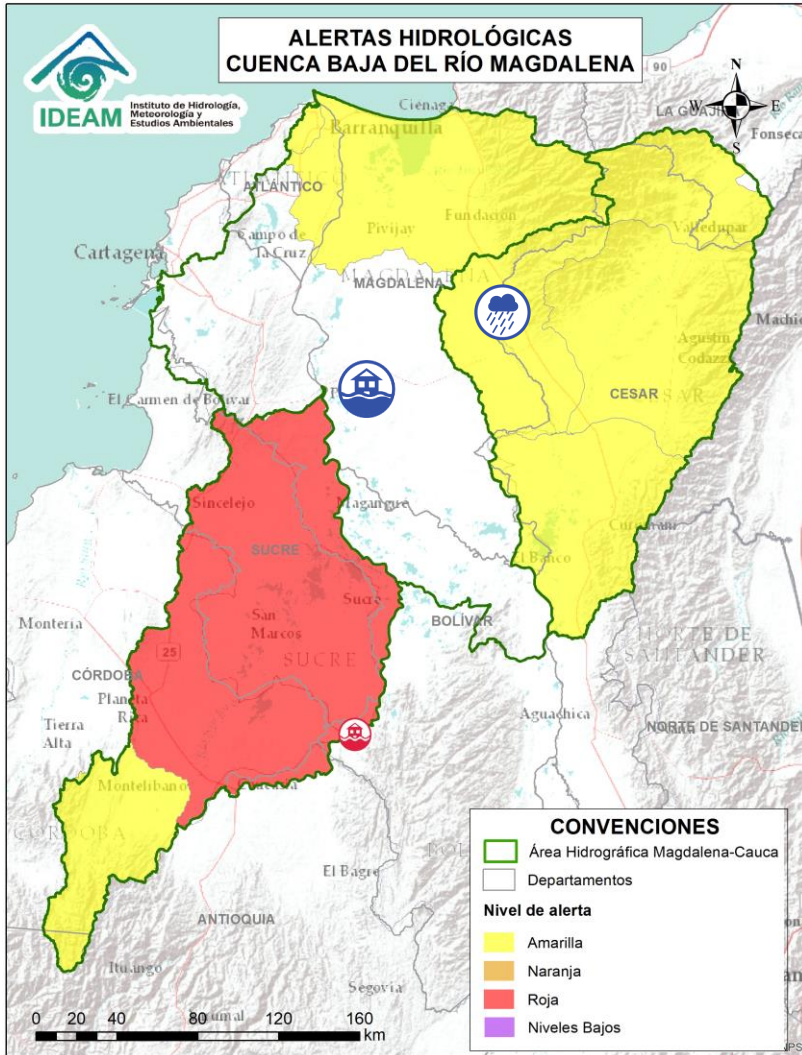 ALERTAS HIDROLÓGICAS
CUENCA BAJA DEL RÍO MAGDALENA
IDEAM
Instituto de Hidrología,
Meteorología y
Estudios Ambientales
N
W E
S
90
Ciénaga
LA GUAJIRA
Fonseca
Barranquilla
ATLÁNTICO
ATLÁNTICO
Fundación
Valledupar
Pivijay
Campo de
la Cruz
Cartagena
MAGDALENA
MAGDALENA
Agustín
Codazzi
El Carmen de Bolívar
CESAR
CESAR
Sincelejo
Magangué
SUCRE
El Banco
Sucre
San
Marcos
BOLÍVAR
Montería
SUCRE
NORTE DE
SANTANDER
25
CÓRDOBA
Planeta
Rica
Tierra
Alta
Aguachica
NORTE DE SANTANDER
Montelíbano
CÓRDOBA
El Bagre
ANTIOQUIA
Ituango
Segovia
0 20 40 80 120 160
km
CONVENCIONES
Área Hidrográfica Magdalena-Cauca
Departamentos
Nivel de alerta
Amarilla
Naranja
Roja
Niveles Bajos